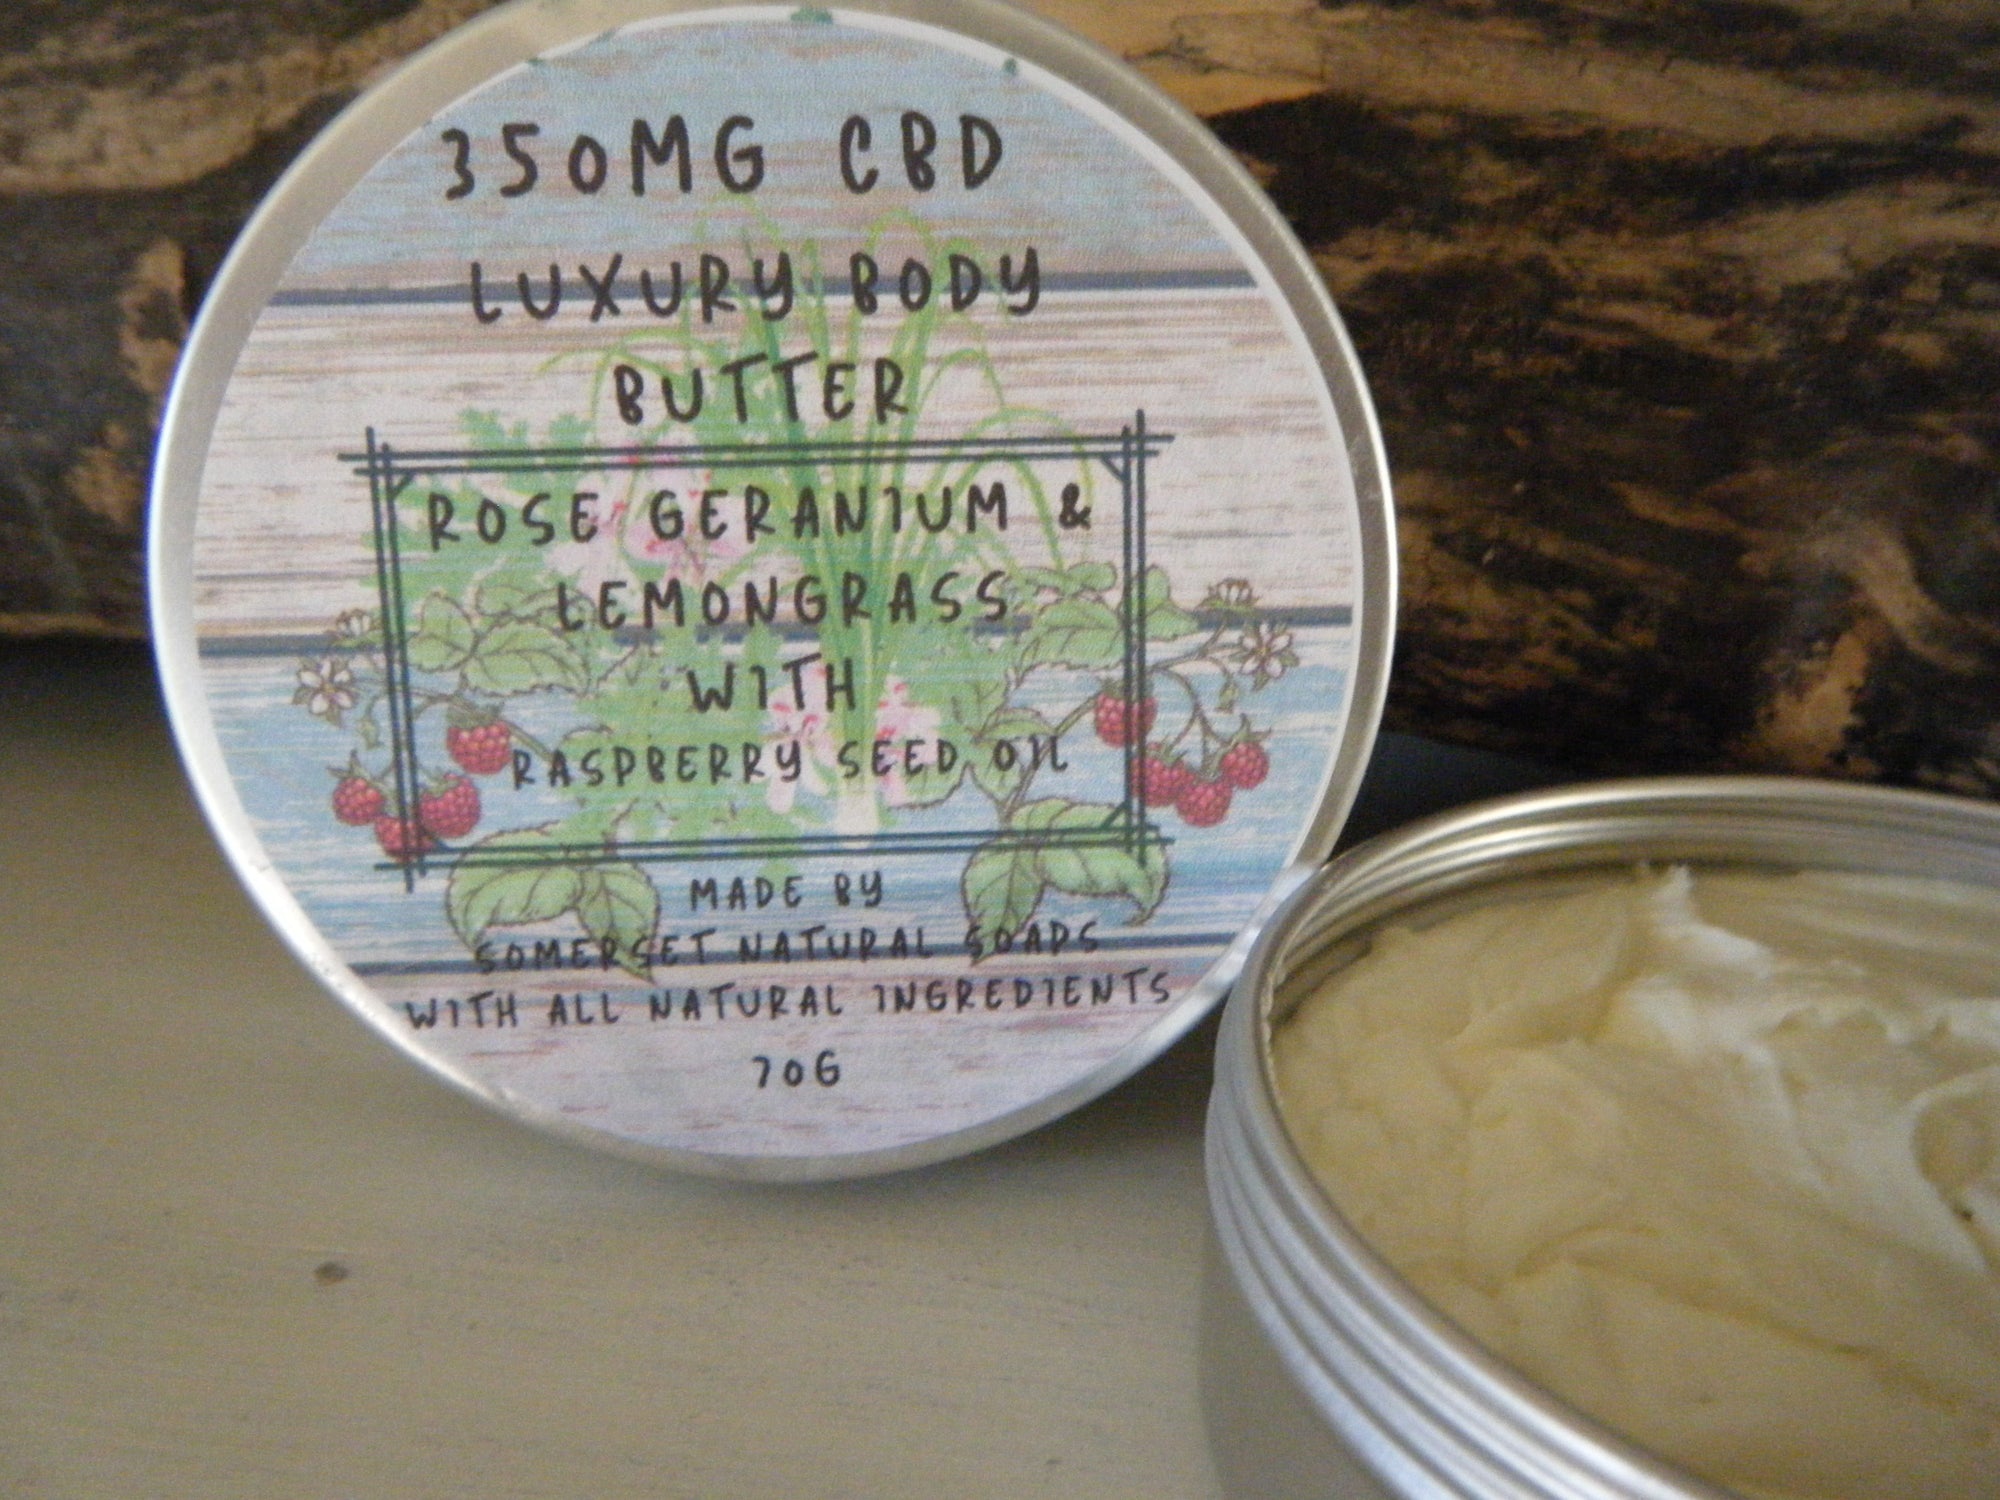 350MG CBD
LUXURY BODY
BUTTER
ROSE GERANIUM &
LEMONGRASS
WITH
RASPBERRY SEED OIL
MADE BY
SOMERSET NATURAL SOAPS
WITH ALL NATURAL INGREDIENTS
70G